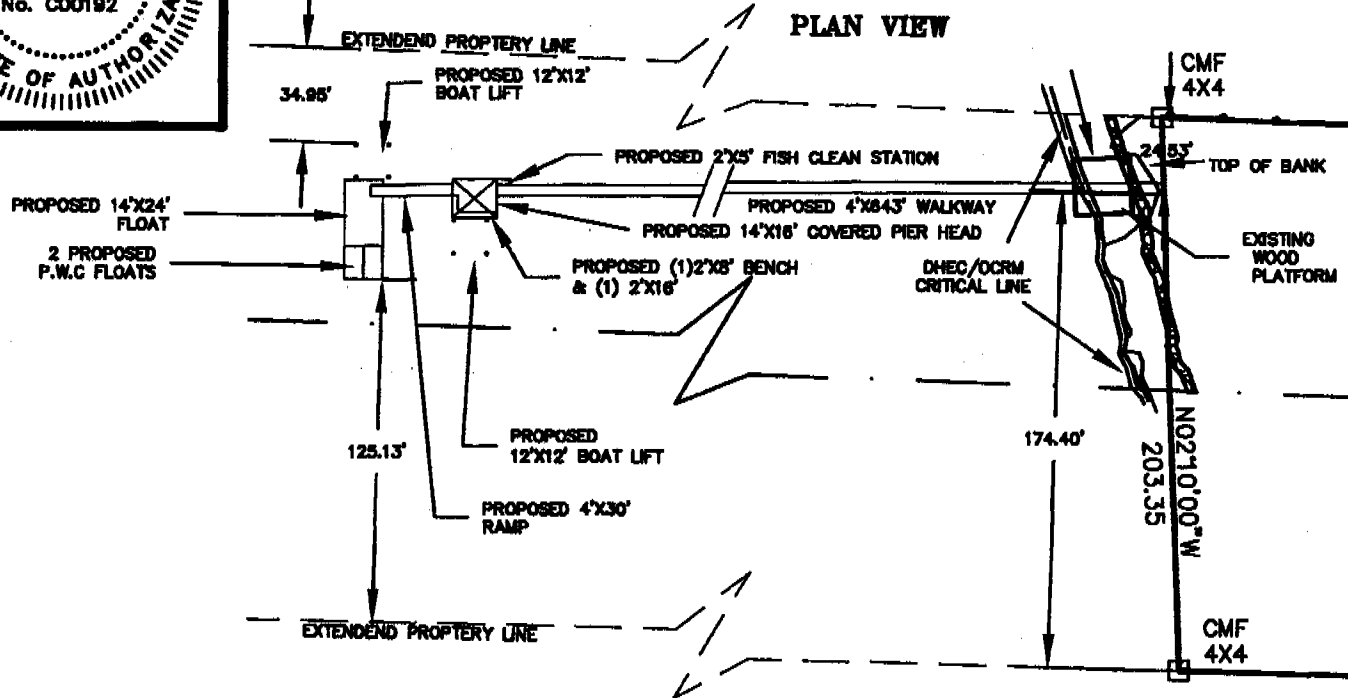 No. C00192
E OF AUTHORIZA
PLAN VIEW
EXTENDEND PROPTERY LINE
34.95'
PROPOSED 12'X12'
BOAT LIFT
CMF
4X4
PROPOSED 2'X5' FISH CLEAN STATION
24.53'
TOP OF BANK
PROPOSED 14'X24'
FLOAT
PROPOSED 4'X643' WALKWAY
PROPOSED 14'X16' COVERED PIER HEAD
2 PROPOSED
P.W.C FLOATS
PROPOSED (1)2'X8' BENCH
& (1) 2'X16'
DHEC/OCRM
CRITICAL LINE
EXISTING
WOOD
PLATFORM
125.13'
PROPOSED
12'X12' BOAT LIFT
174.40'
N02°10'00"W
203.35
PROPOSED 4'X30'
RAMP
EXTENDEND PROPTERY LINE
CMF
4X4